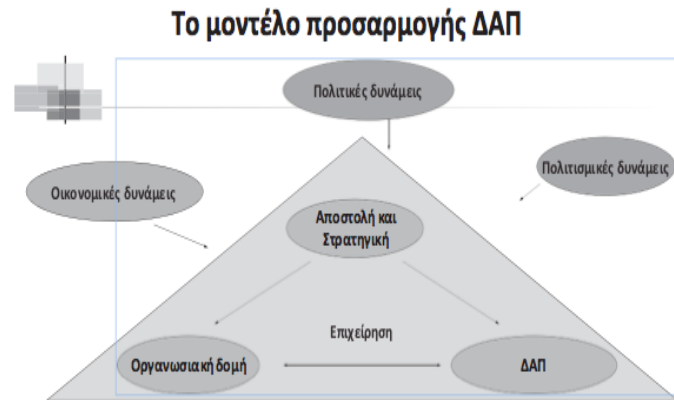 Το μοντέλο προσαρμογής ΔΑΠ
Πολιτικές δυνάμεις
Πολιτισμικές δυνάμεις
Οικονομικές δυνάμεις
Αποστολή και
Στρατηγική
Επιχείρηση
Οργανωσιακή δομή
ΔΑΠ